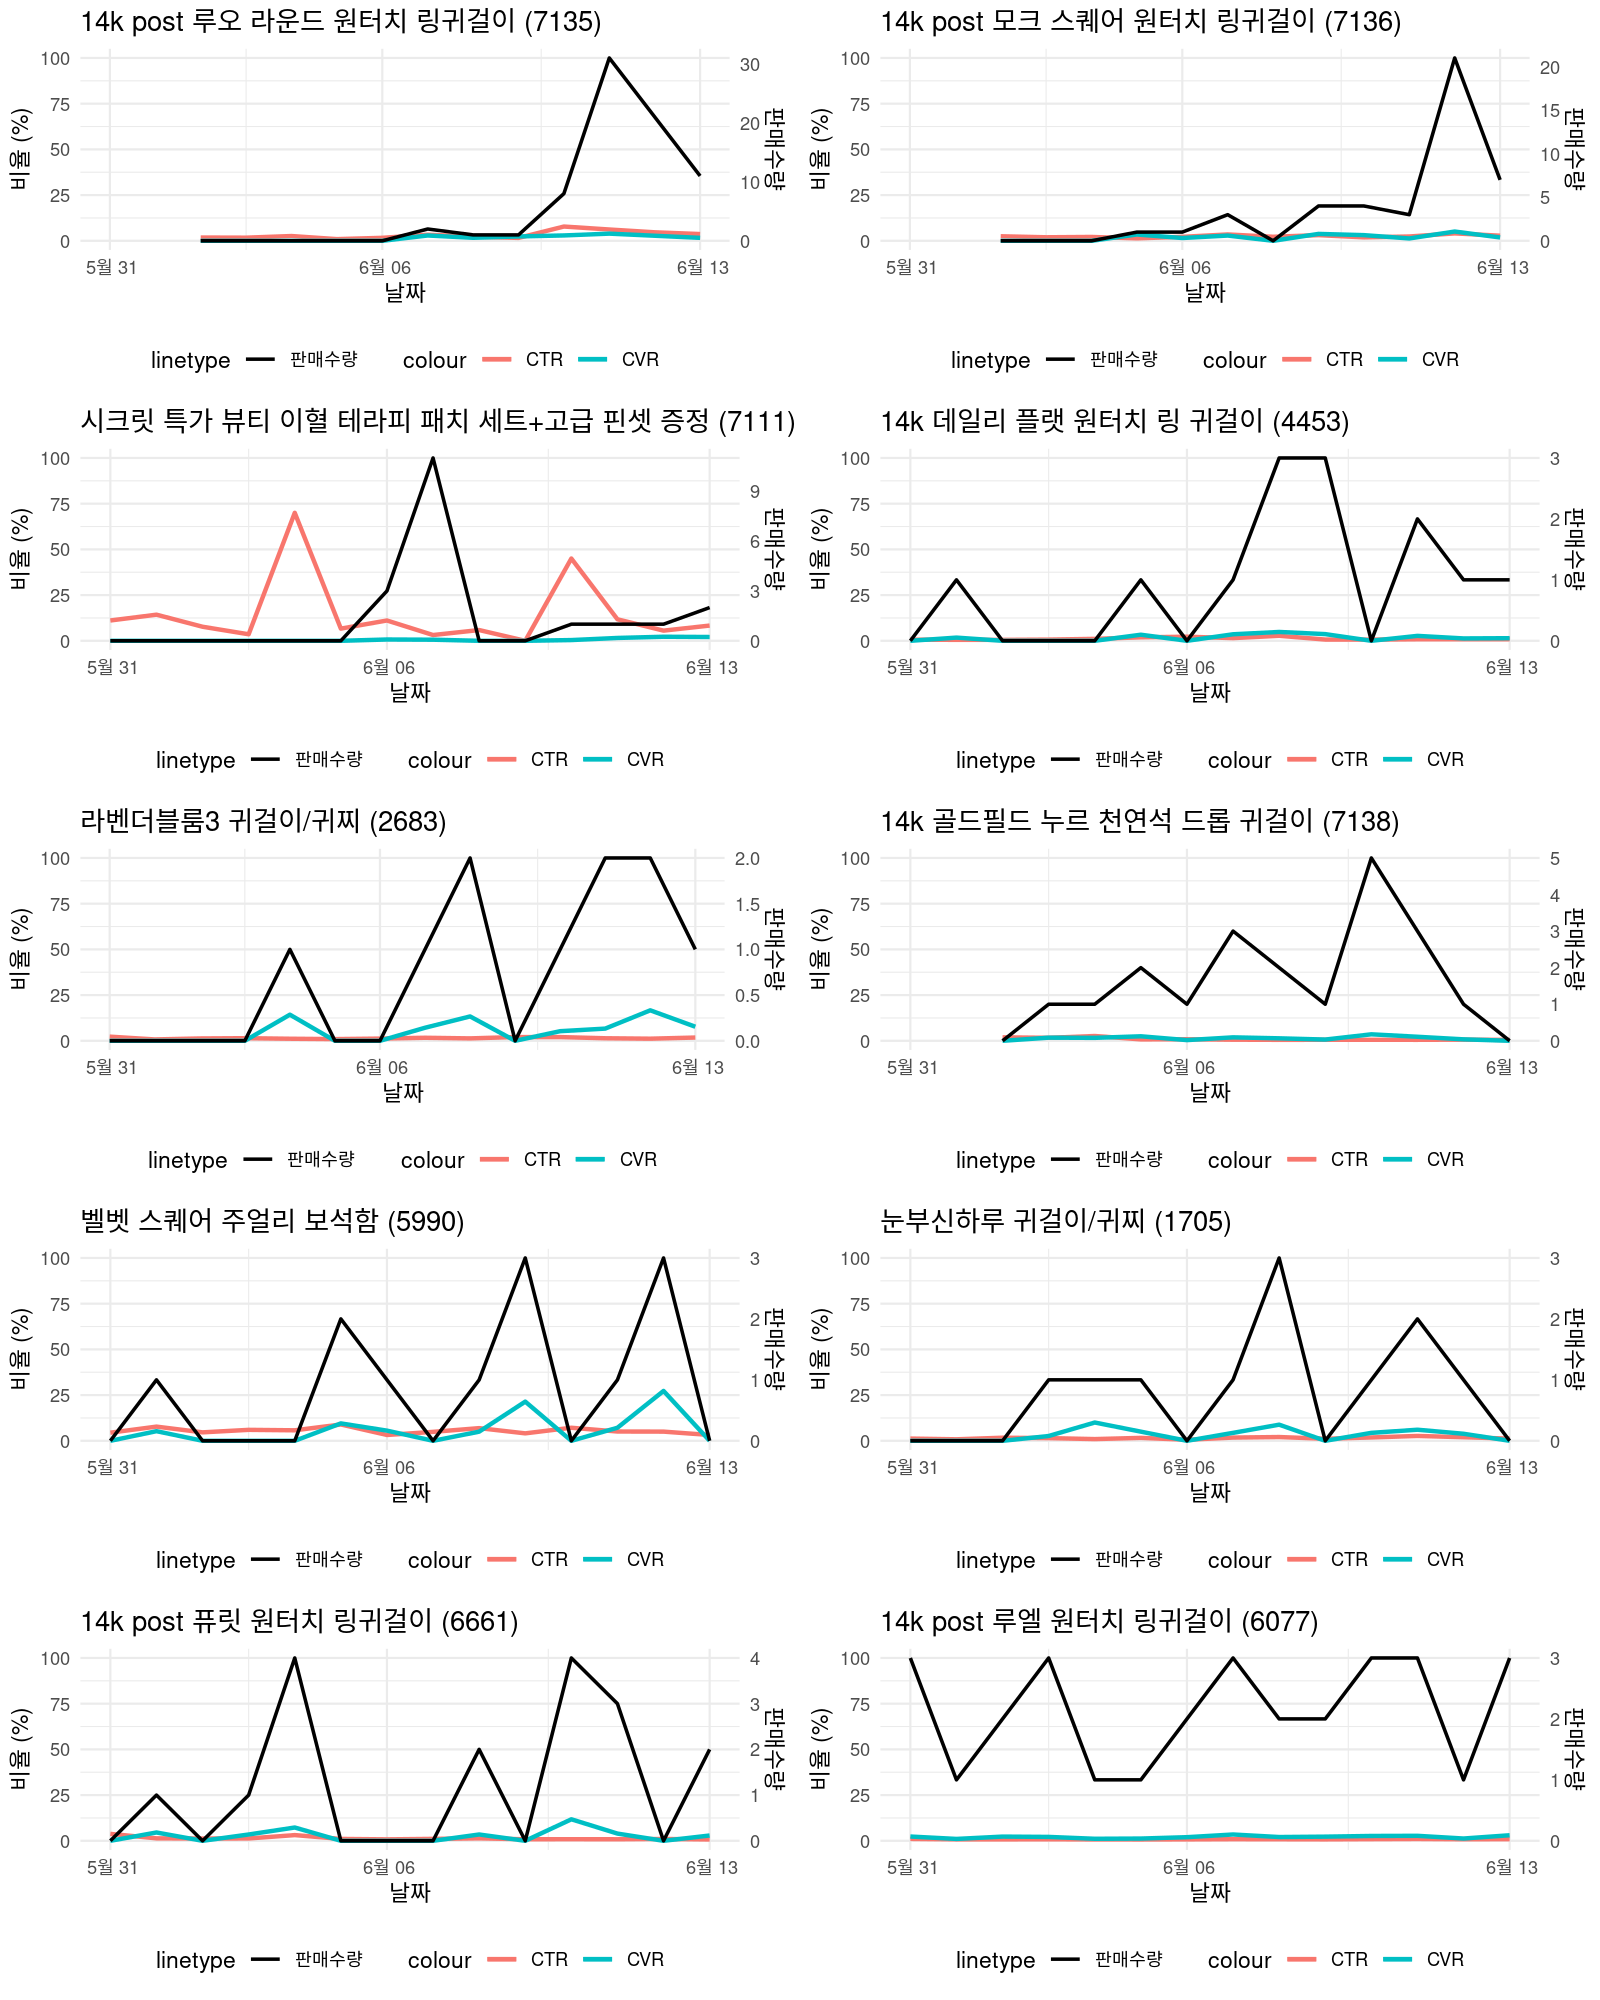 14k post 루오 라운드 원터치 링귀걸이 (7135)
비율 (%)
100
75
50
25
0
30
20
10
0
판매수량
5월 31
6월 06
6월 13
날짜
linetype 판매수량 colour CTR CVR
14k post 모크 스퀘어 원터치 링귀걸이 (7136)
비율 (%)
100
75
50
25
0
20
15
10
5
0
판매수량
5월 31
6월 06
6월 13
날짜
linetype 판매수량 colour CTR CVR
시크릿 특가 뷰티 이혈 테라피 패치 세트+고급 핀셋 증정 (7111)
비율 (%)
100
75
50
25
0
9
6
3
0
판매수량
5월 31
6월 06
6월 13
날짜
linetype 판매수량 colour CTR CVR
14k 데일리 플랫 원터치 링 귀걸이 (4453)
비율 (%)
100
75
50
25
0
3
2
1
0
판매수량
5월 31
6월 06
6월 13
날짜
linetype 판매수량 colour CTR CVR
라벤더블룸3 귀걸이/귀찌 (2683)
비율 (%)
100
75
50
25
0
2.0
1.5
1.0
0.5
0.0
판매수량
5월 31
6월 06
6월 13
날짜
linetype 판매수량 colour CTR CVR
14k 골드필드 누르 천연석 드롭 귀걸이 (7138)
비율 (%)
100
75
50
25
0
5
4
3
2
1
0
판매수량
5월 31
6월 06
6월 13
날짜
linetype 판매수량 colour CTR CVR
벨벳 스퀘어 주얼리 보석함 (5990)
비율 (%)
100
75
50
25
0
3
2
1
0
판매수량
5월 31
6월 06
6월 13
날짜
linetype 판매수량 colour CTR CVR
눈부신하루 귀걸이/귀찌 (1705)
비율 (%)
100
75
50
25
0
3
2
1
0
판매수량
5월 31
6월 06
6월 13
날짜
linetype 판매수량 colour CTR CVR
14k post 퓨릿 원터치 링귀걸이 (6661)
비율 (%)
100
75
50
25
0
4
3
2
1
0
판매수량
5월 31
6월 06
6월 13
날짜
linetype 판매수량 colour CTR CVR
14k post 루엘 원터치 링귀걸이 (6077)
비율 (%)
100
75
50
25
0
3
2
1
0
판매수량
5월 31
6월 06
6월 13
날짜
linetype 판매수량 colour CTR CVR